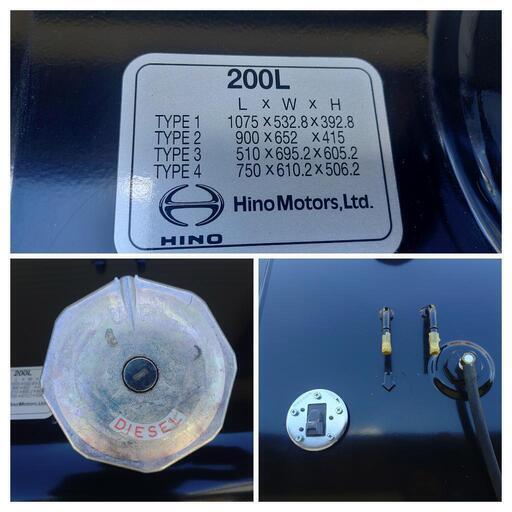 200L
L × W × H
TYPE 1 1075×532.8×392.8
TYPE 2 900×652 ×415
TYPE 3 510×695.2×605.2
TYPE 4 750×610.2×506.2
HINO
Hino Motors, Ltd.
200L
DIESEL